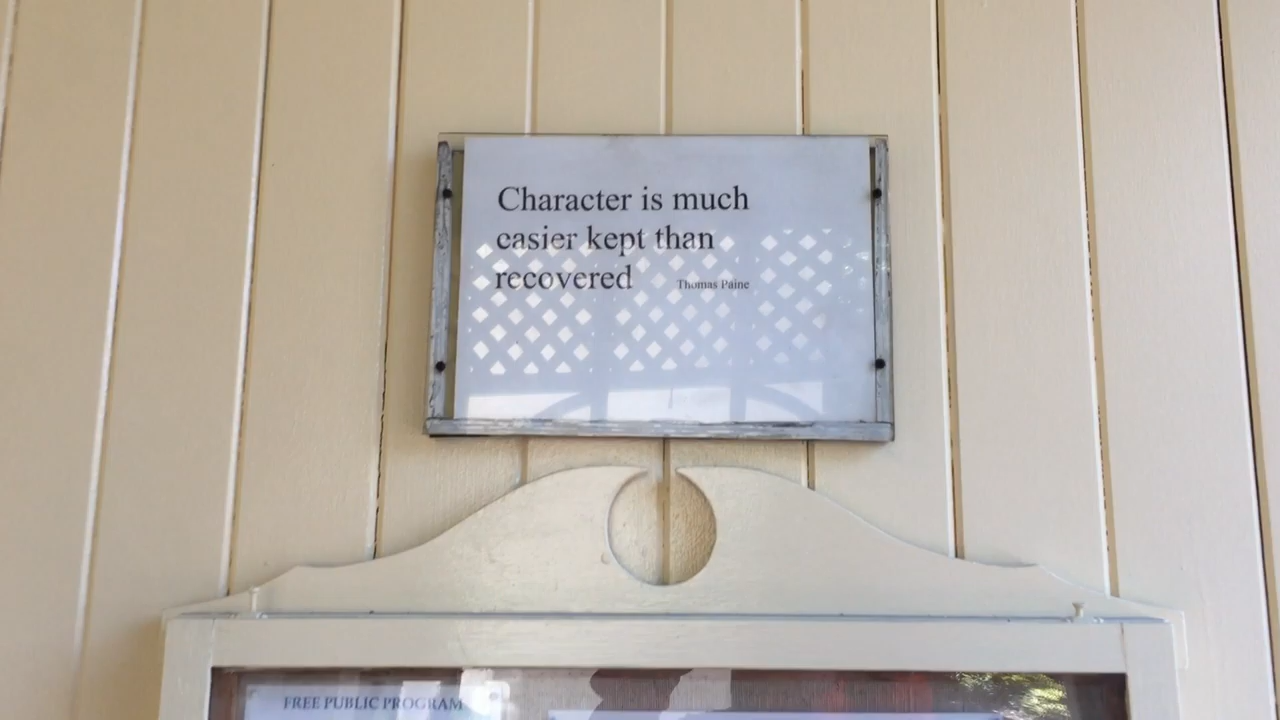 Character is much
easier kept than
recovered Thomas Paine
FREE PUBLIC PROGRAM